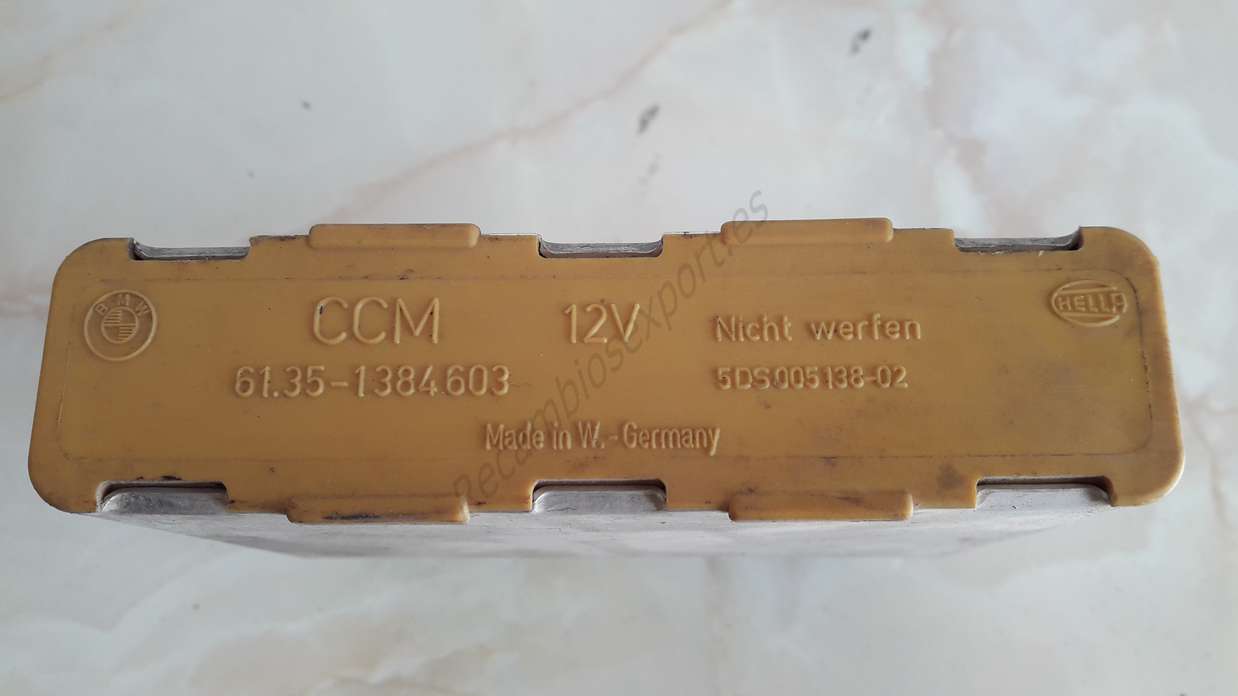 BMW
CCM 12V Nicht werfen HELLA
61.35-1384603 5DS005138-02
Made in W.-Germany
Recambiosexportes